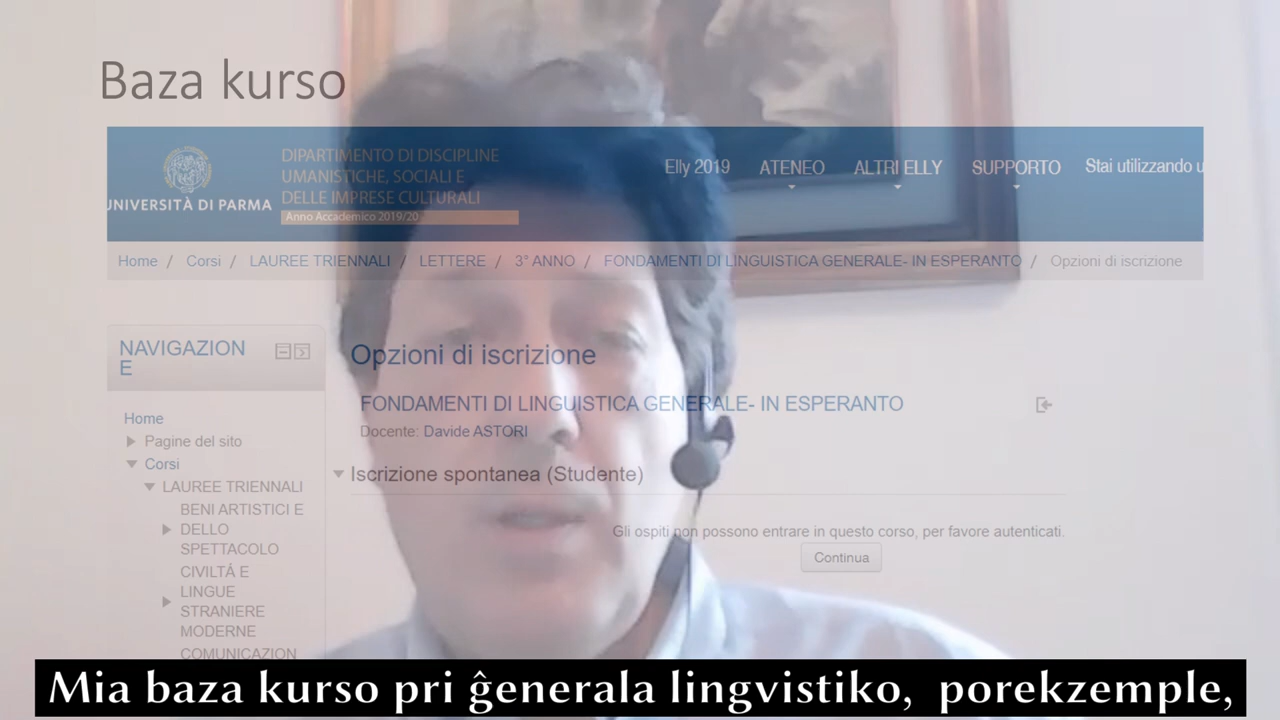 Baza kurso
UNIVERSITÀ DI PARMA
DIPARTIMENTO DI DISCIPLINE
UMANISTICHE, SOCIALI E
DELLE IMPRESE CULTURALI
Anno Accademico 2019/20
Elly 2019 ATENEO ALTRI ELLY SUPPORTO Stai utilizzando u
Home / Corsi / LAUREE TRIENNALI / LETTERE / 3° ANNO / FONDAMENTI DI LINGUISTICA GENERALE- IN ESPERANTO / Opzioni di iscrizione
NAVIGAZION
E
Home
Pagine del sito
Corsi
LAUREE TRIENNALI
BENI ARTISTICI E
DELLO
SPETTACOLO
CIVILTÁ E
LINGUE
STRANIERE
MODERNE
COMUNICAZION
Opzioni di iscrizione
FONDAMENTI DI LINGUISTICA GENERALE- IN ESPERANTO
Docente: Davide ASTORI
Iscrizione spontanea (Studente)
Gli ospiti non possono entrare in questo corso, per favore autenticati.
Continua
Mia baza kurso pri ĝenerala lingvistiko, porekzemple,